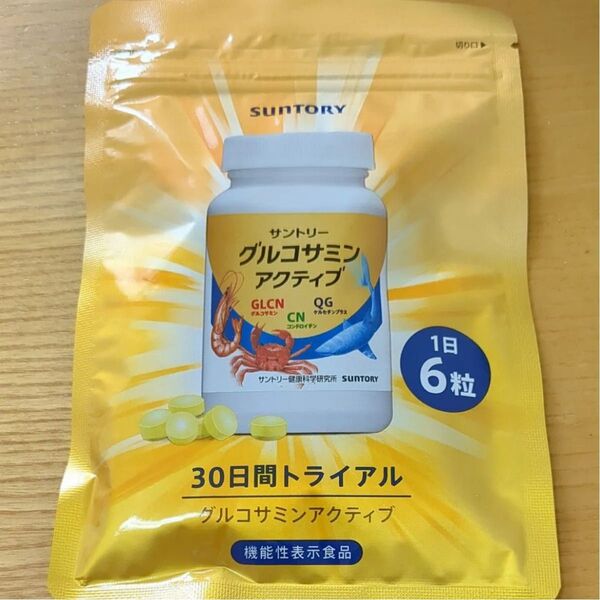 切り口▶
SUNTORY
サントリー
グルコサミン
アクティブ
GLCN
グルコサミン
QG
ケルセチンプラス
CN
コンドロイチン
サントリー健康科学研究所 SUNTORY
1日
6粒
30日間トライアル
グルコサミンアクティブ
機能性表示食品